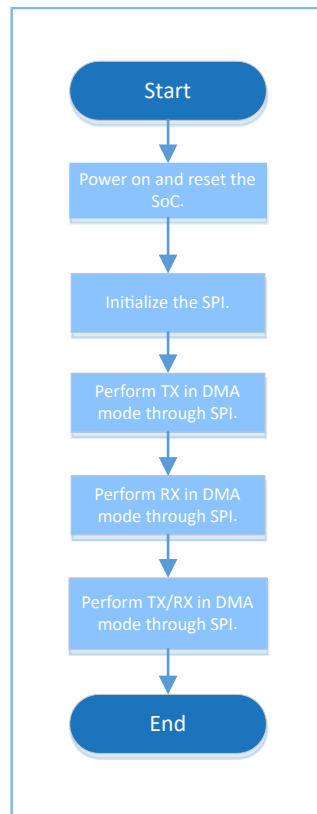 Start
Power on and reset the
SoC.
Initialize the SPI.
Perform TX in DMA
mode through SPI.
Perform RX in DMA
mode through SPI.
Perform TX/RX in DMA
mode through SPI.
End